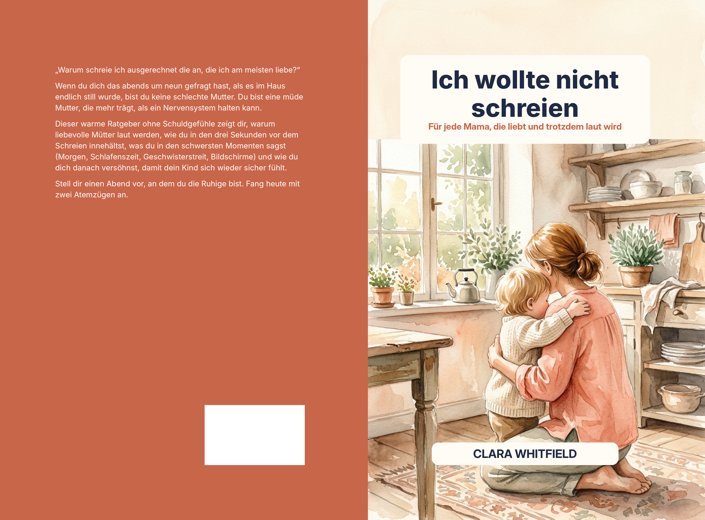 „Warum schreie ich ausgerechnet die an, die ich am meisten liebe?“
Wenn du dich das abends um neun gefragt hast, als es im Haus
endlich still wurde, bist du keine schlechte Mutter. Du bist eine müde
Mutter, die mehr trägt, als ein Nervensystem halten kann.
Dieser warme Ratgeber ohne Schuldgefühle zeigt dir, warum
liebevolle Mütter laut werden, wie du in den drei Sekunden vor dem
Schreien innehältst, was du in den schwersten Momenten sagst
(Morgen, Schlafenszeit, Geschwisterstreit, Bildschirme) und wie du
dich danach versöhnst, damit dein Kind sich wieder sicher fühlt.
Stell dir einen Abend vor, an dem du die Ruhige bist. Fang heute mit
zwei Atemzügen an.
Ich wollte nicht
schreien
Für jede Mama, die liebt und trotzdem laut wird
CLARA WHITFIELD